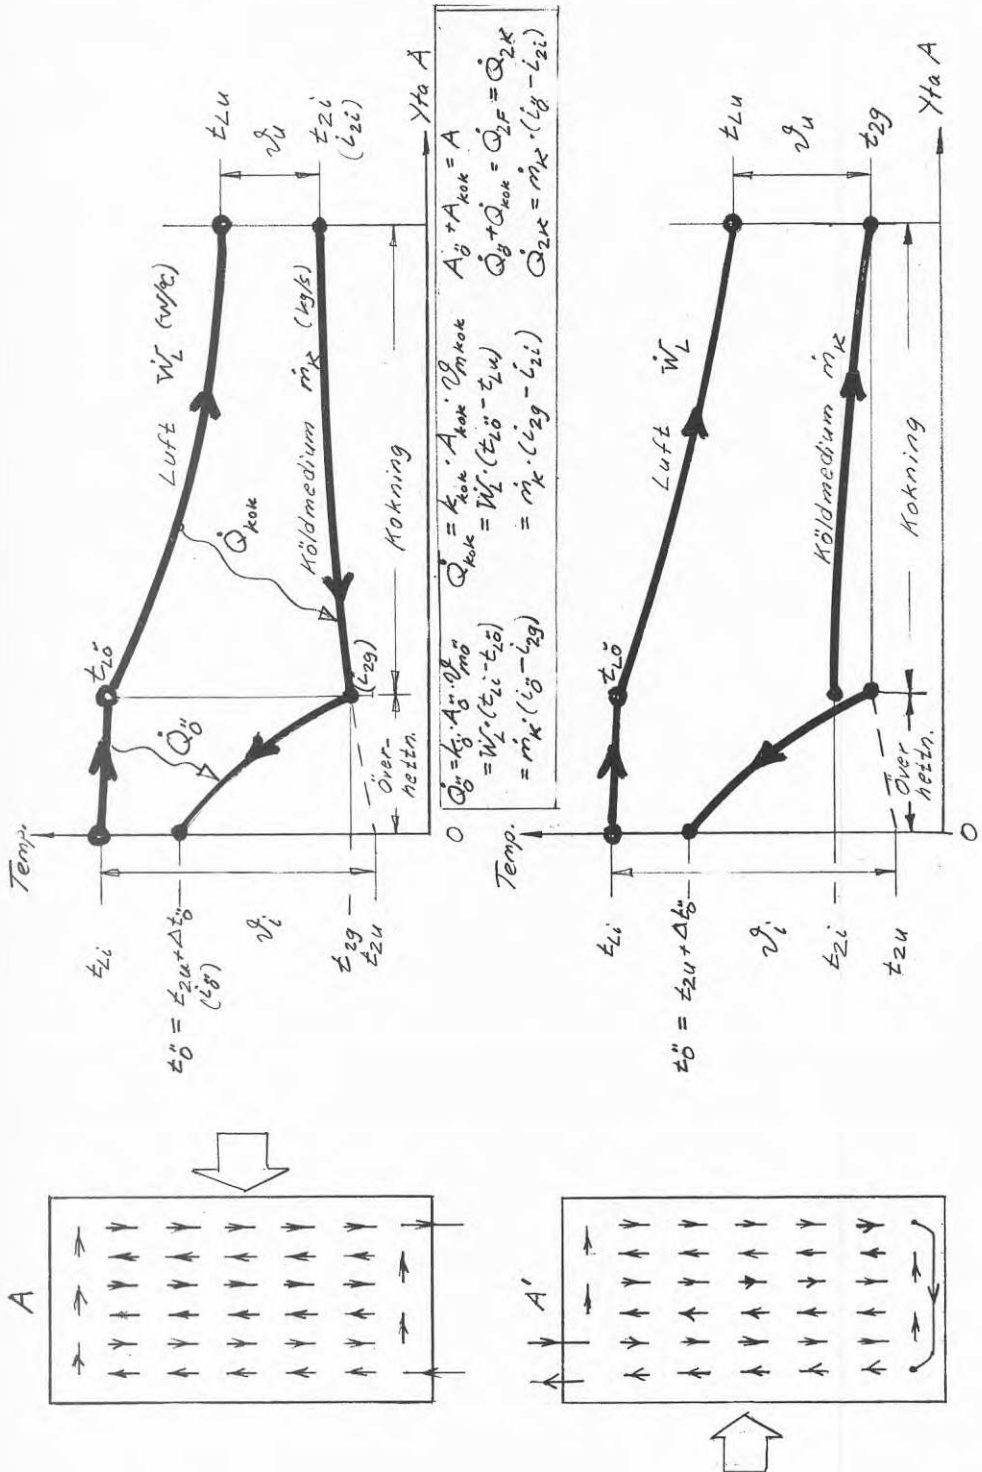 A
Temp.
t_Li
t_ö = t_2u + Δt_ö
(i_ö)
ϑ_i
t_2g
t_2u
0
t_Lö
Q̇_ö
Luft
Ẇ_L (W/°C)
Q̇_kok
Köldmedium ṁ_K (kg/s)
(i_2g)
Över-
hettn.
Kokning
t_Lu
ϑ_u
t_2i
(i_2i)
Yta A
Q̇_ö = k_ö · A_ö · ϑ_mö
= Ẇ_L · (t_Li - t_Lö)
= ṁ_K · (i_ö - i_2g)
Q̇_kok = k_kok · A_kok · ϑ_mkok
= Ẇ_L · (t_Lö - t_Lu)
= ṁ_K · (i_2g - i_2i)
A_ö + A_kok = A
Q̇_ö + Q̇_kok = Q̇_2F = Q̇_2K
Q̇_2K = ṁ_K · (i_ö - i_2i)
A'
Temp.
t_Li
t_ö = t_2u + Δt_ö
ϑ_i
t_2i
t_2u
0
t_Lö
Luft
Ẇ_L
Köldmedium ṁ_K
Över
hettn.
Kokning
t_Lu
ϑ_u
t_2g
Yta A